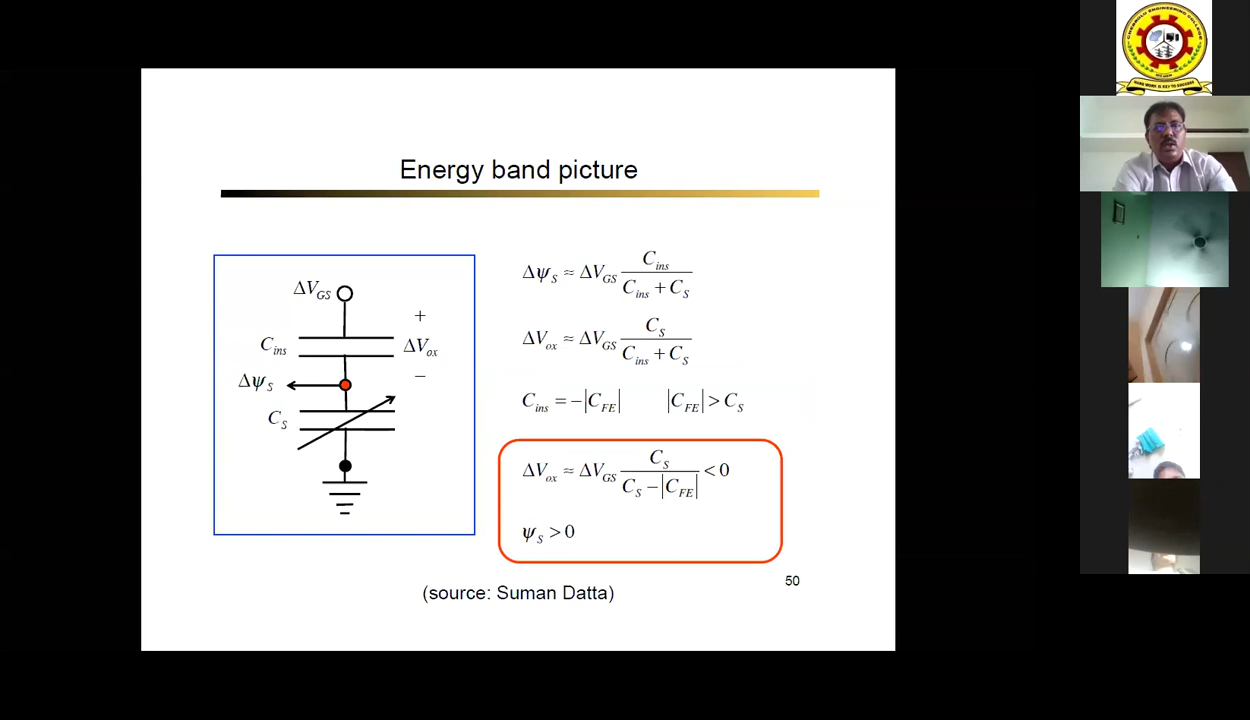 Energy band picture
ΔV_GS
+
C_ins
ΔV_ox
−
Δψ_S
C_S
Δψ_S ≈ ΔV_GS C_ins / (C_ins + C_S)
ΔV_ox ≈ ΔV_GS C_S / (C_ins + C_S)
C_ins = −|C_FE| |C_FE| > C_S
ΔV_ox ≈ ΔV_GS C_S / (C_S − |C_FE|) < 0
ψ_S > 0
50
(source: Suman Datta)